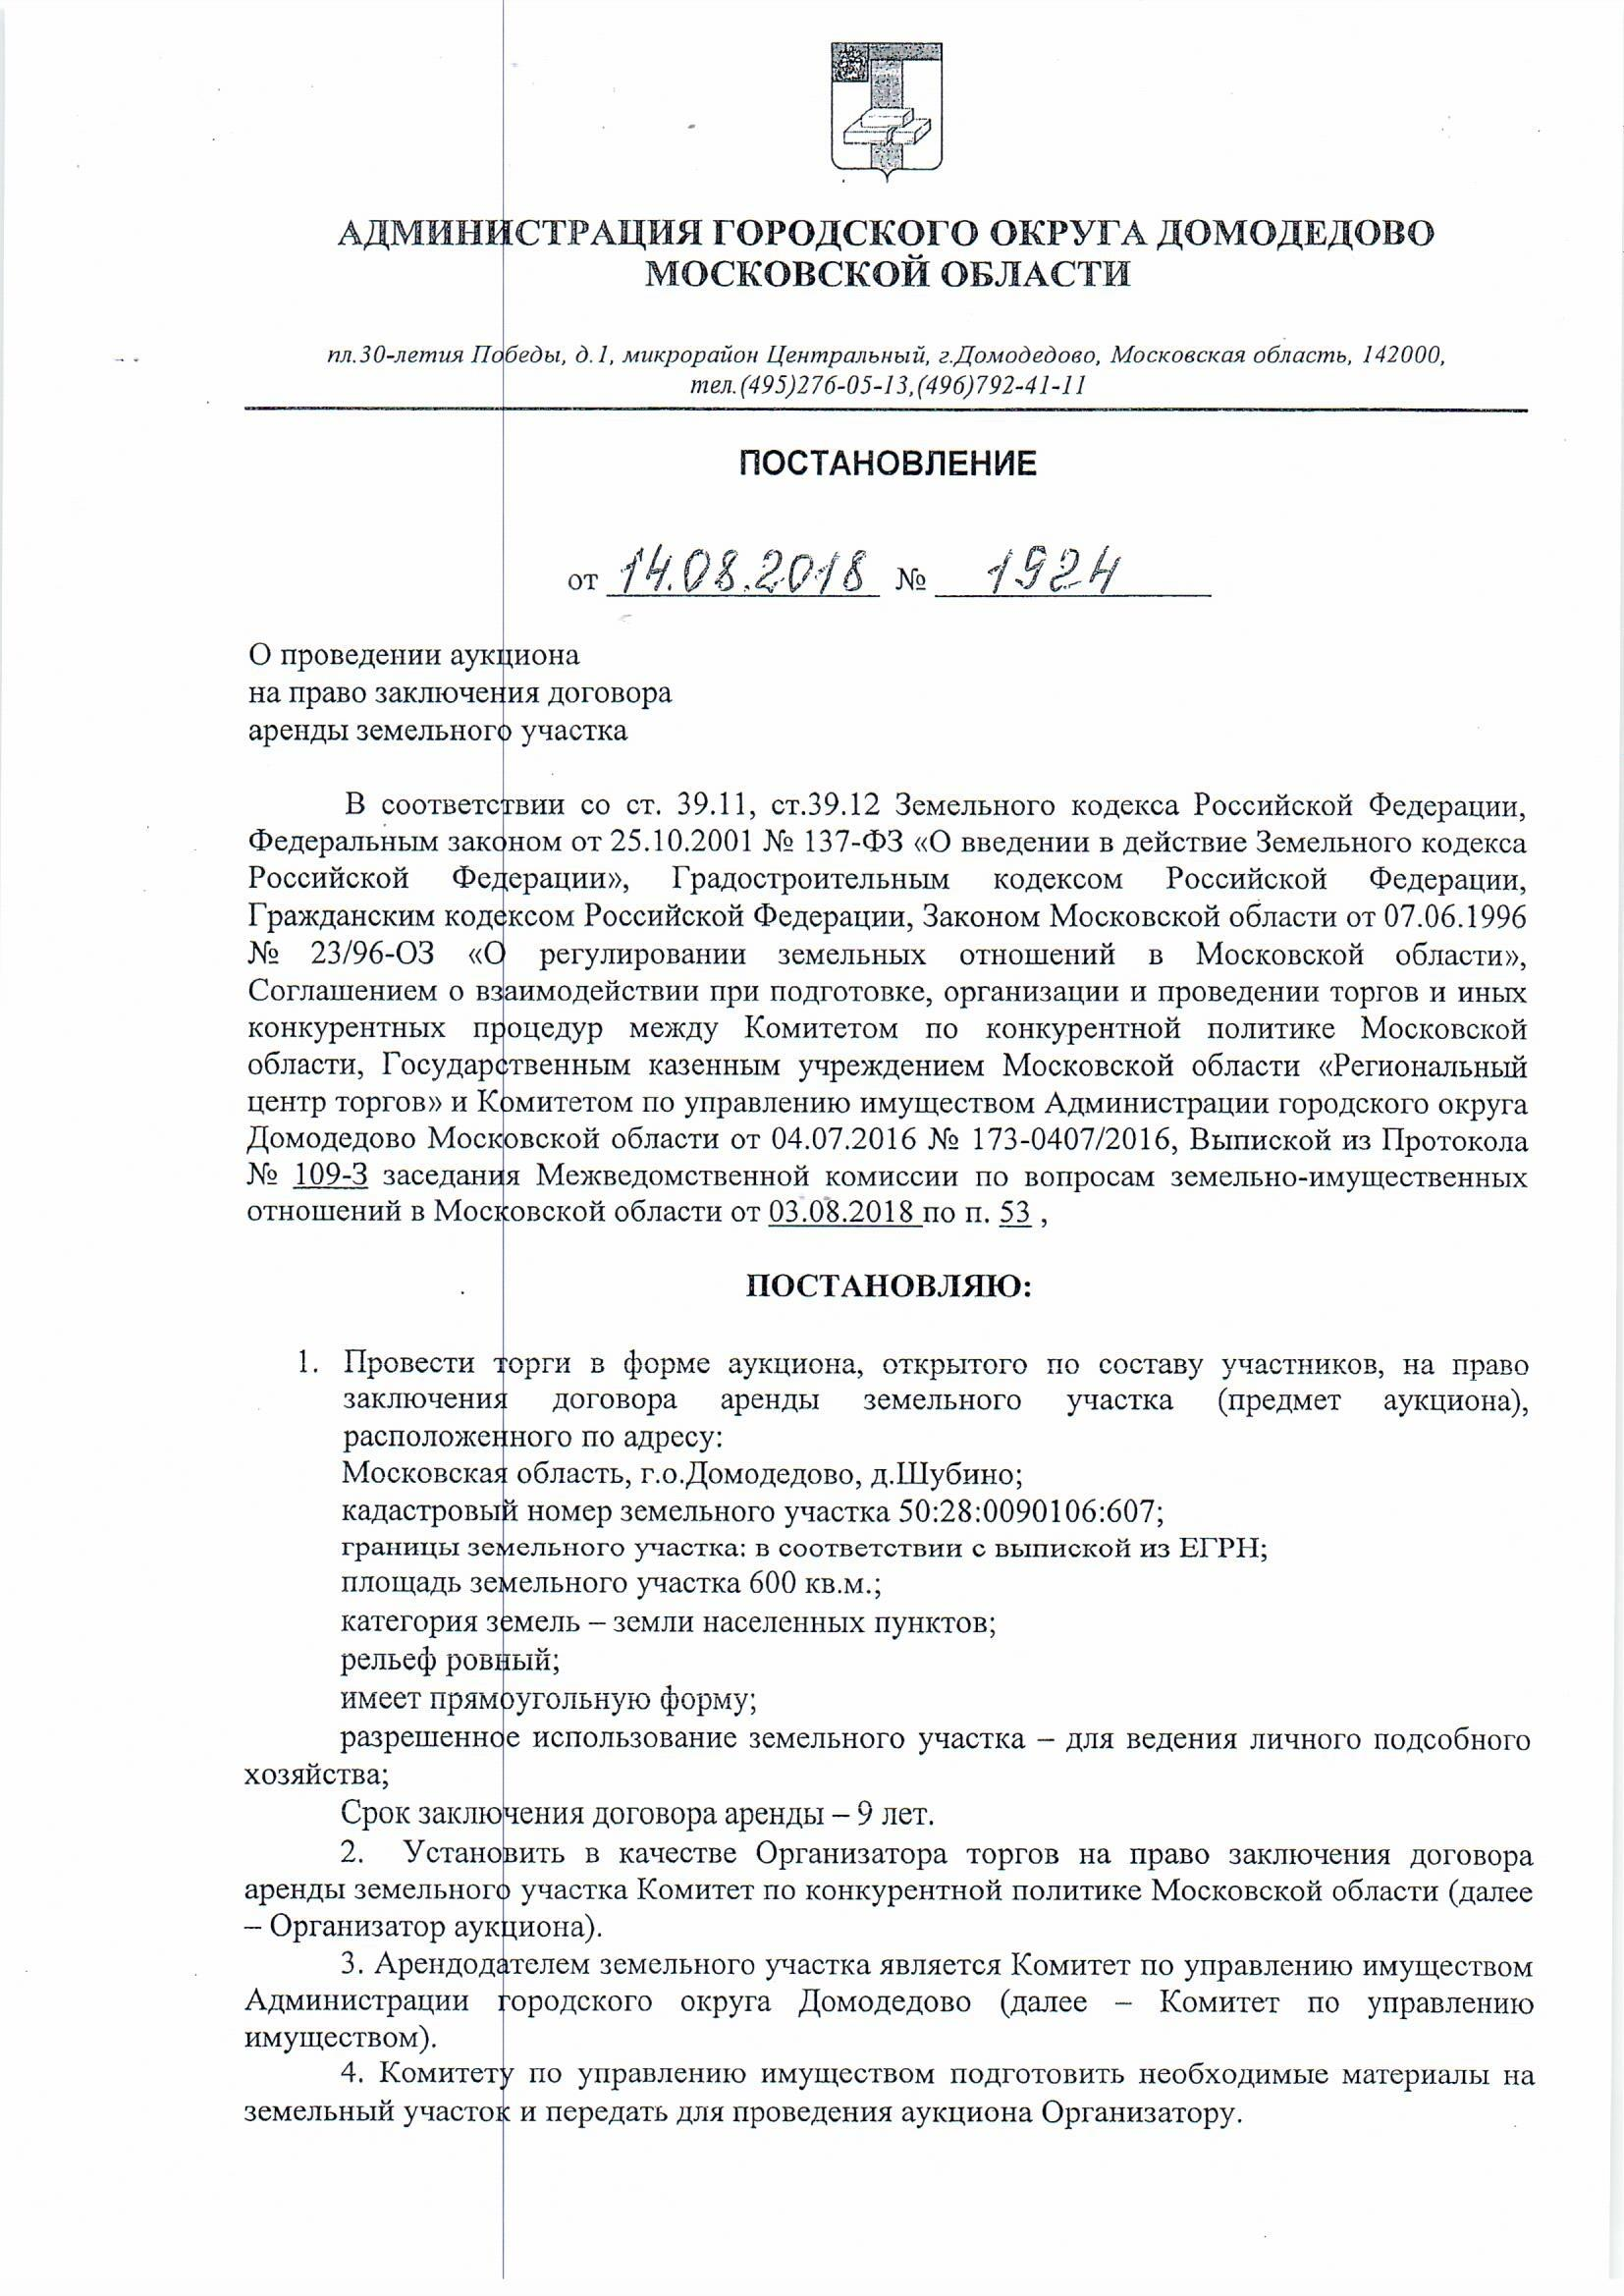 АДМИНИСТРАЦИЯ ГОРОДСКОГО ОКРУГА ДОМОДЕДОВО
МОСКОВСКОЙ ОБЛАСТИ
пл.30-летия Победы, д.1, микрорайон Центральный, г.Домодедово, Московская область, 142000,
тел.(495)276-05-13,(496)792-41-11
ПОСТАНОВЛЕНИЕ
от 14.08.2018 № 1924
О проведении аукциона
на право заключения договора
аренды земельного участка
В соответствии со ст. 39.11, ст.39.12 Земельного кодекса Российской Федерации,
Федеральным законом от 25.10.2001 № 137-ФЗ «О введении в действие Земельного кодекса
Российской Федерации», Градостроительным кодексом Российской Федерации,
Гражданским кодексом Российской Федерации, Законом Московской области от 07.06.1996
№ 23/96-ОЗ «О регулировании земельных отношений в Московской области»,
Соглашением о взаимодействии при подготовке, организации и проведении торгов и иных
конкурентных процедур между Комитетом по конкурентной политике Московской
области, Государственным казенным учреждением Московской области «Региональный
центр торгов» и Комитетом по управлению имуществом Администрации городского округа
Домодедово Московской области от 04.07.2016 № 173-0407/2016, Выпиской из Протокола
№ 109-З заседания Межведомственной комиссии по вопросам земельно-имущественных
отношений в Московской области от 03.08.2018 по п. 53 ,
ПОСТАНОВЛЯЮ:
1. Провести торги в форме аукциона, открытого по составу участников, на право
заключения договора аренды земельного участка (предмет аукциона),
расположенного по адресу:
Московская область, г.о.Домодедово, д.Шубино;
кадастровый номер земельного участка 50:28:0090106:607;
границы земельного участка: в соответствии с выпиской из ЕГРН;
площадь земельного участка 600 кв.м.;
категория земель – земли населенных пунктов;
рельеф ровный;
имеет прямоугольную форму;
разрешенное использование земельного участка – для ведения личного подсобного
хозяйства;
Срок заключения договора аренды – 9 лет.
2. Установить в качестве Организатора торгов на право заключения договора
аренды земельного участка Комитет по конкурентной политике Московской области (далее
– Организатор аукциона).
3. Арендодателем земельного участка является Комитет по управлению имуществом
Администрации городского округа Домодедово (далее – Комитет по управлению
имуществом).
4. Комитету по управлению имуществом подготовить необходимые материалы на
земельный участок и передать для проведения аукциона Организатору.